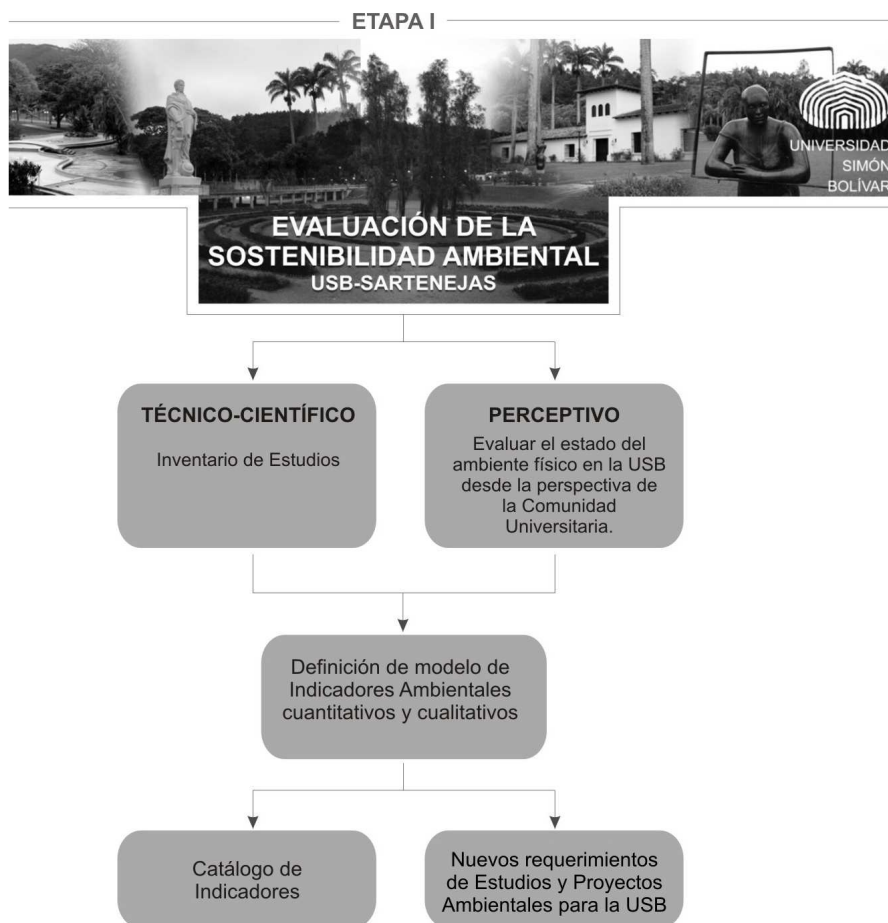 ETAPA I
UNIVERSIDAD
SIMÓN
BOLÍVAR
EVALUACIÓN DE LA
SOSTENIBILIDAD AMBIENTAL
USB-SARTENEJAS
TÉCNICO-CIENTÍFICO
Inventario de Estudios
PERCEPTIVO
Evaluar el estado del
ambiente físico en la USB
desde la perspectiva de
la Comunidad
Universitaria.
Definición de modelo de
Indicadores Ambientales
cuantitativos y cualitativos
Catálogo de
Indicadores
Nuevos requerimientos
de Estudios y Proyectos
Ambientales para la USB